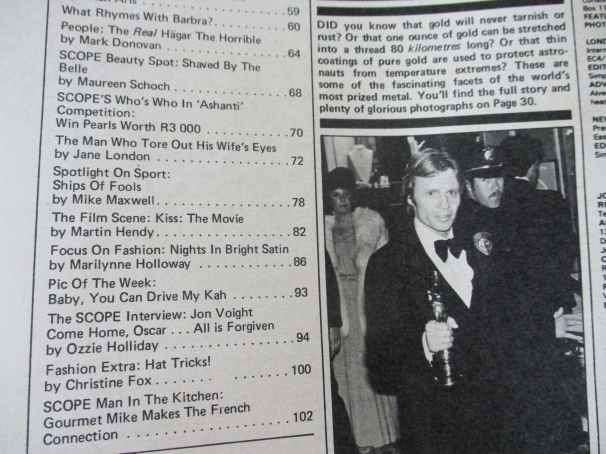 59
What Rhymes With Barbra? . . . . . . . . . .60
People: The Real Hägar The Horrible
by Mark Donovan . . . . . . . . . . . . . . . . .64
SCOPE Beauty Spot: Shaved By The
Belle
by Maureen Schoch . . . . . . . . . . . . . . .68
SCOPE'S Who's Who In 'Ashanti'
Competition:
Win Pearls Worth R3 000 . . . . . . . . . . .70
The Man Who Tore Out His Wife's Eyes
by Jane London . . . . . . . . . . . . . . . . . .72
Spotlight On Sport:
Ships Of Fools
by Mike Maxwell . . . . . . . . . . . . . . . . .78
The Film Scene: Kiss: The Movie
by Martin Hendy . . . . . . . . . . . . . . . . .82
Focus On Fashion: Nights In Bright Satin
by Marilynne Holloway . . . . . . . . . . . .86
Pic Of The Week:
Baby, You Can Drive My Kah . . . . . . . .93
The SCOPE Interview: Jon Voight
Come Home, Oscar . . . All is Forgiven
by Ozzie Holliday . . . . . . . . . . . . . . . .94
Fashion Extra: Hat Tricks!
by Christine Fox . . . . . . . . . . . . . . .100
SCOPE Man In The Kitchen:
Gourmet Mike Makes The French
Connection . . . . . . . . . . . . . . . . . . .102
DID you know that gold will never tarnish or
rust? Or that one ounce of gold can be stretched
into a thread 80 kilometres long? Or that thin
coatings of pure gold are used to protect astro-
nauts from temperature extremes? These are
some of the fascinating facets of the world's
most prized metal. You'll find the full story and
plenty of glorious photographs on Page 30.